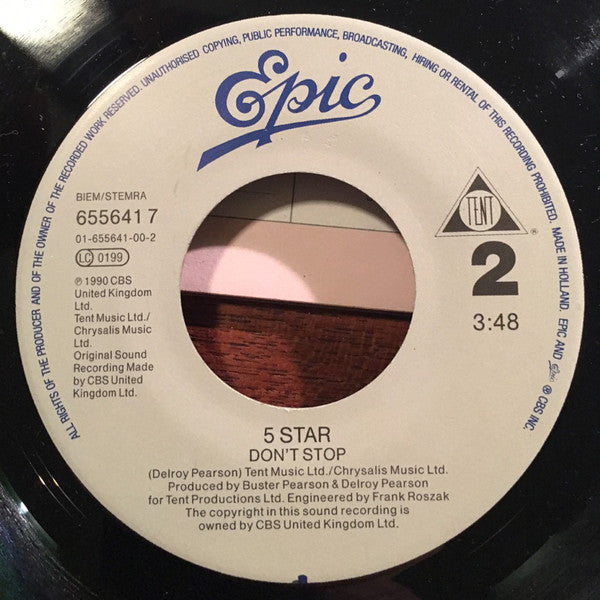 ALL RIGHTS OF THE PRODUCER AND OF THE OWNER OF THE RECORDED WORK RESERVED. UNAUTHORISED COPYING, PUBLIC PERFORMANCE, BROADCASTING, HIRING OR RENTAL OF THIS RECORDING PROHIBITED. MADE IN HOLLAND. EPIC AND Epic ® CBS INC.
Epic
BIEM/STEMRA
655641 7
01-655641-00-2
LC 0199
℗ 1990 CBS
United Kingdom
Ltd.
Tent Music Ltd./
Chrysalis Music
Ltd.
Original Sound
Recording Made
by CBS United
Kingdom Ltd.
TENT
®
2
3:48
5 STAR
DON'T STOP
(Delroy Pearson) Tent Music Ltd./Chrysalis Music Ltd.
Produced by Buster Pearson & Delroy Pearson
for Tent Productions Ltd. Engineered by Frank Roszak
The copyright in this sound recording is
owned by CBS United Kingdom Ltd.